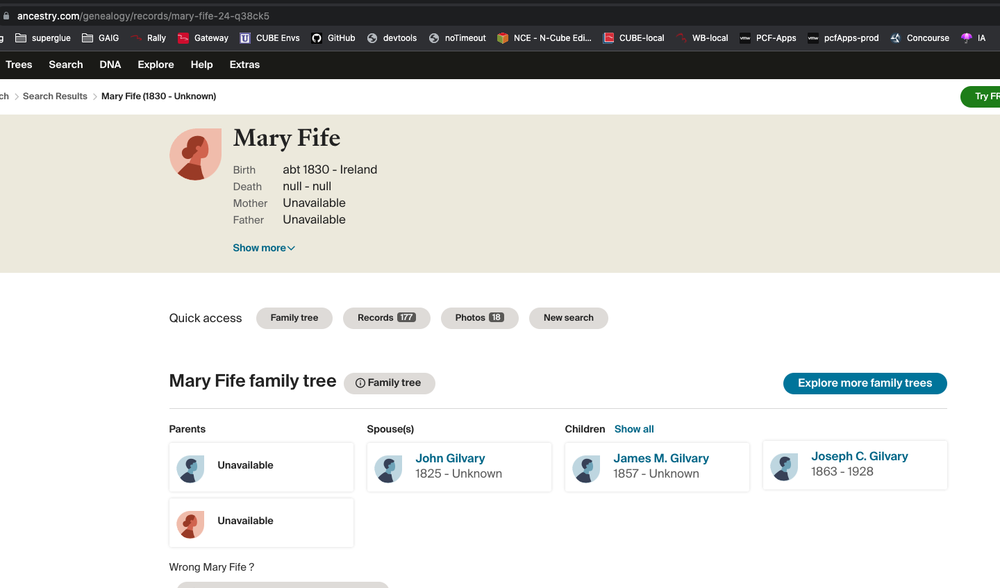 ancestry.com/genealogy/records/mary-fife-24-q38ck5
g superglue GAIG Rally Gateway CUBE Envs GitHub devtools noTimeout NCE - N-Cube Edi... CUBE-local WB-local vmw PCF-Apps vmw pcfApps-prod Concourse IA
Trees Search DNA Explore Help Extras
ch Search Results Mary Fife (1830 - Unknown)
Try FR
Mary Fife
Birth abt 1830 - Ireland
Death null - null
Mother Unavailable
Father Unavailable
Show more
Quick access Family tree Records 177 Photos 18 New search
Mary Fife family tree Family tree Explore more family trees
Parents Spouse(s) Children Show all
Unavailable
John Gilvary
1825 - Unknown
James M. Gilvary
1857 - Unknown
Joseph C. Gilvary
1863 - 1928
Unavailable
Wrong Mary Fife ?